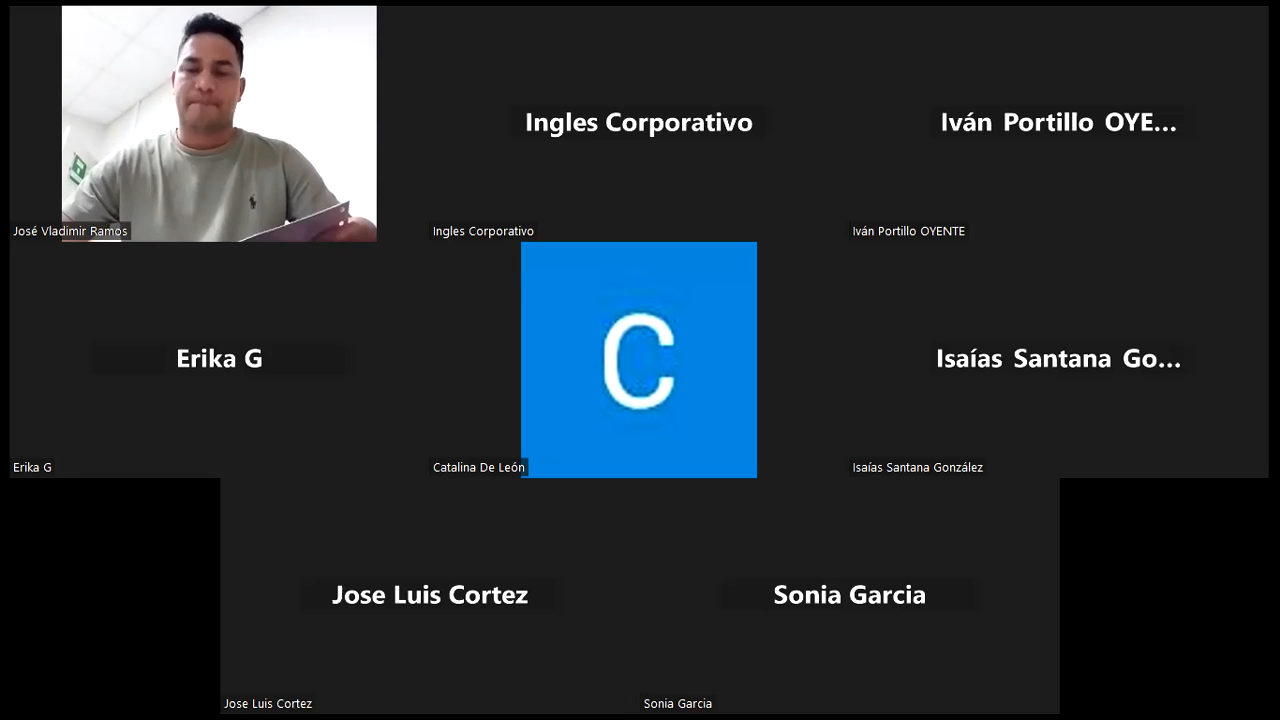 José Vladimir Ramos
Ingles Corporativo
Ingles Corporativo
Iván Portillo OYE...
Iván Portillo OYENTE
Erika G
Erika G
C
Catalina De León
Isaías Santana Go...
Isaías Santana González
Jose Luis Cortez
Jose Luis Cortez
Sonia Garcia
Sonia Garcia